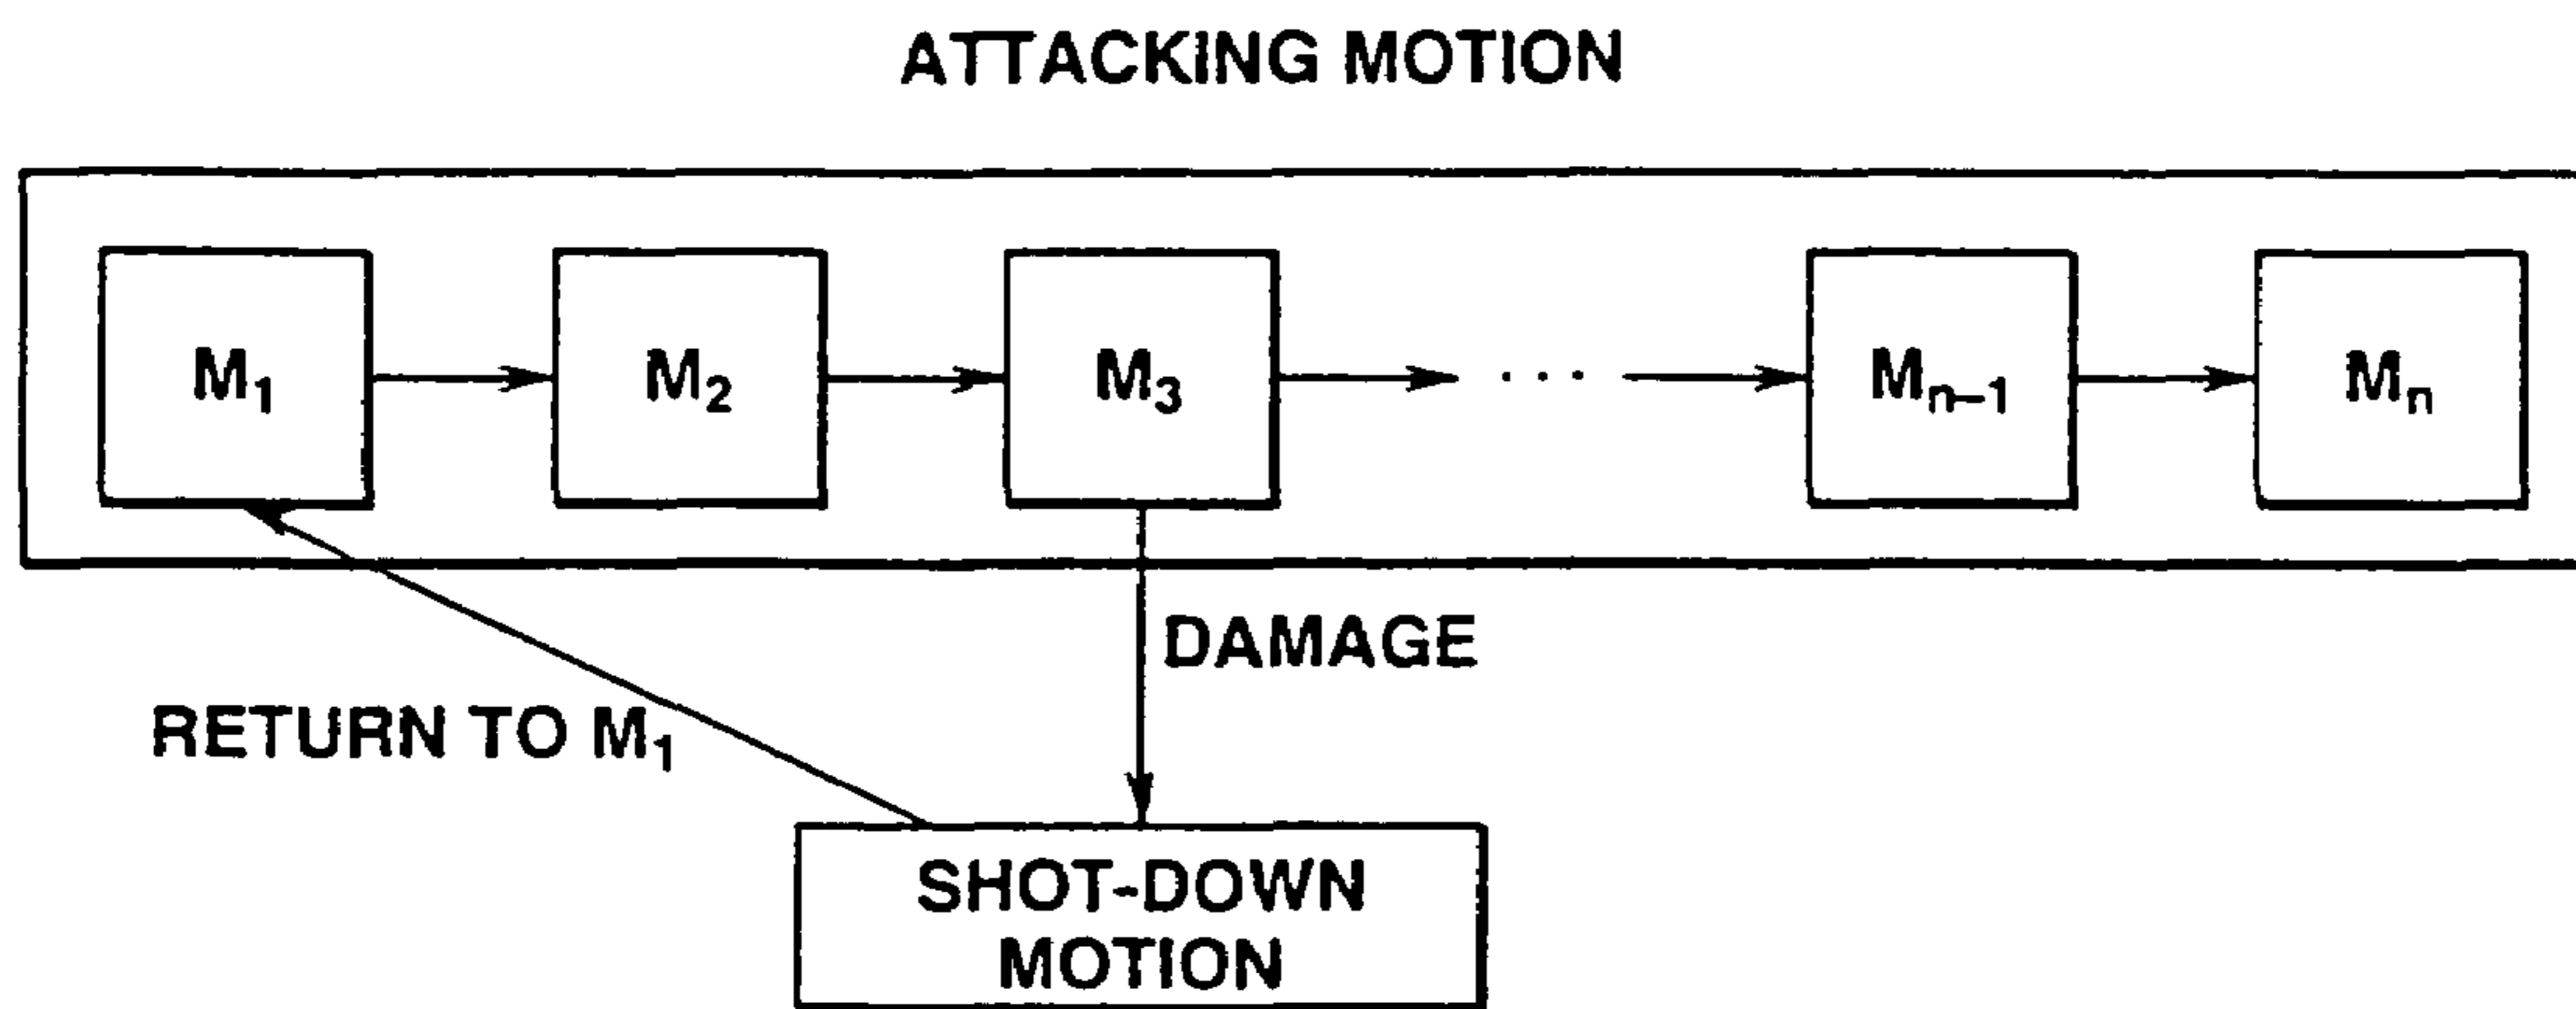 ATTACKING MOTION
M₁ M₂ M₃ ... Mₙ₋₁ Mₙ
DAMAGE
RETURN TO M₁
SHOT-DOWN
MOTION